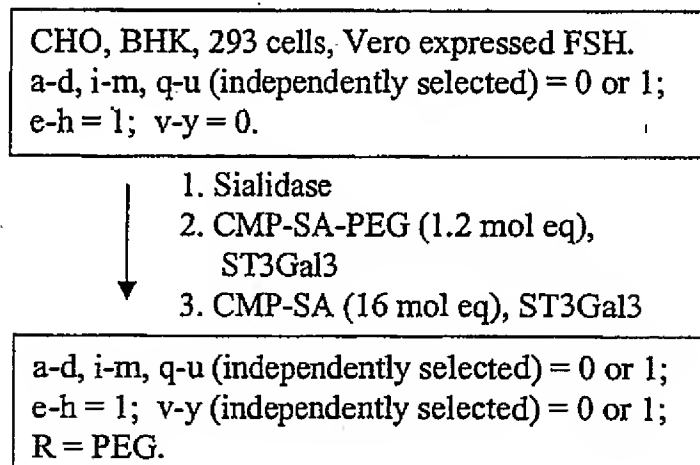 CHO, BHK, 293 cells, Vero expressed FSH.
a-d, i-m, q-u (independently selected) = 0 or 1;
e-h = 1; v-y = 0.
1. Sialidase
2. CMP-SA-PEG (1.2 mol eq),
ST3Gal3
3. CMP-SA (16 mol eq), ST3Gal3
a-d, i-m, q-u (independently selected) = 0 or 1;
e-h = 1; v-y (independently selected) = 0 or 1;
R = PEG.